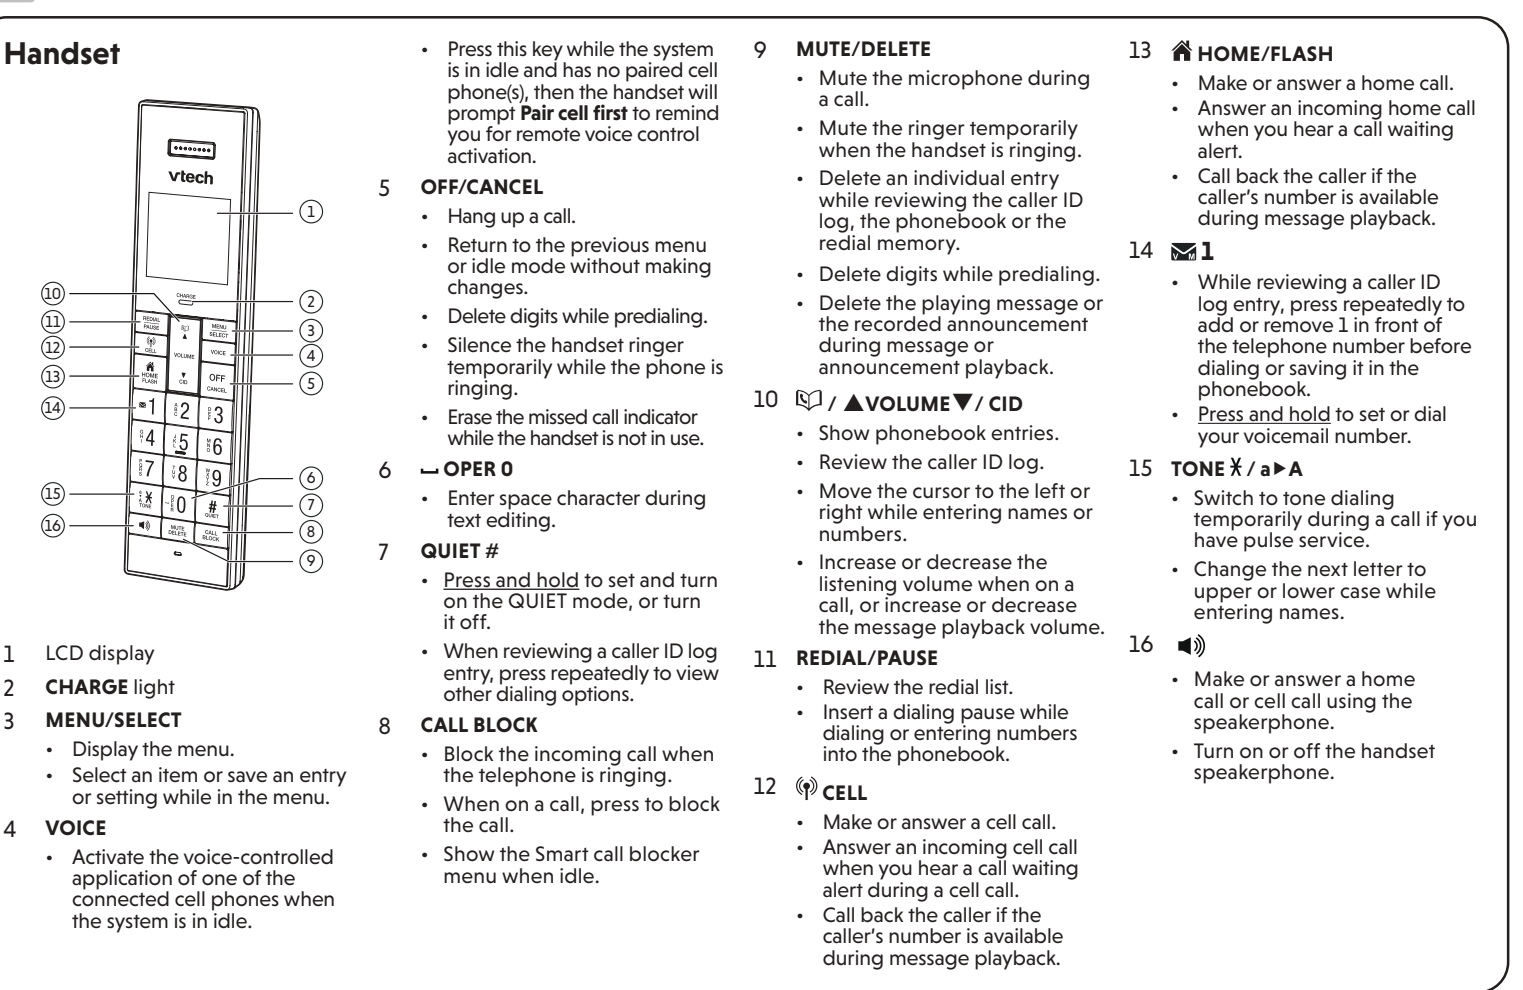 Handset
vtech
CHARGE
REDIAL
PAUSE
MENU
SELECT
VOLUME
CELL
VOICE
HOME
FLASH
CID
OFF
CANCEL
1
ABC 2
DEF 3
GHI 4
JKL 5
MNO 6
PQRS 7
TUV 8
WXYZ 9
TONE
OPER 0
#
QUIET
MUTE
DELETE
CALL
BLOCK
1
2
3
4
5
6
7
8
9
10
11
12
13
14
15
16
1 LCD display
2 CHARGE light
3 MENU/SELECT
• Display the menu.
• Select an item or save an entry
or setting while in the menu.
4 VOICE
• Activate the voice-controlled
application of one of the
connected cell phones when
the system is in idle.
• Press this key while the system
is in idle and has no paired cell
phone(s), then the handset will
prompt Pair cell first to remind
you for remote voice control
activation.
5 OFF/CANCEL
• Hang up a call.
• Return to the previous menu
or idle mode without making
changes.
• Delete digits while predialing.
• Silence the handset ringer
temporarily while the phone is
ringing.
• Erase the missed call indicator
while the handset is not in use.
6 ⎵ OPER 0
• Enter space character during
text editing.
7 QUIET #
• Press and hold to set and turn
on the QUIET mode, or turn
it off.
• When reviewing a caller ID log
entry, press repeatedly to view
other dialing options.
8 CALL BLOCK
• Block the incoming call when
the telephone is ringing.
• When on a call, press to block
the call.
• Show the Smart call blocker
menu when idle.
9 MUTE/DELETE
• Mute the microphone during
a call.
• Mute the ringer temporarily
when the handset is ringing.
• Delete an individual entry
while reviewing the caller ID
log, the phonebook or the
redial memory.
• Delete digits while predialing.
• Delete the playing message or
the recorded announcement
during message or
announcement playback.
10 / ▲VOLUME▼/ CID
• Show phonebook entries.
• Review the caller ID log.
• Move the cursor to the left or
right while entering names or
numbers.
• Increase or decrease the
listening volume when on a
call, or increase or decrease
the message playback volume.
11 REDIAL/PAUSE
• Review the redial list.
• Insert a dialing pause while
dialing or entering numbers
into the phonebook.
12 CELL
• Make or answer a cell call.
• Answer an incoming cell call
when you hear a call waiting
alert during a cell call.
• Call back the caller if the
caller's number is available
during message playback.
13 HOME/FLASH
• Make or answer a home call.
• Answer an incoming home call
when you hear a call waiting
alert.
• Call back the caller if the
caller's number is available
during message playback.
14 1
• While reviewing a caller ID
log entry, press repeatedly to
add or remove 1 in front of
the telephone number before
dialing or saving it in the
phonebook.
• Press and hold to set or dial
your voicemail number.
15 TONE * / a▶A
• Switch to tone dialing
temporarily during a call if you
have pulse service.
• Change the next letter to
upper or lower case while
entering names.
16
• Make or answer a home
call or cell call using the
speakerphone.
• Turn on or off the handset
speakerphone.